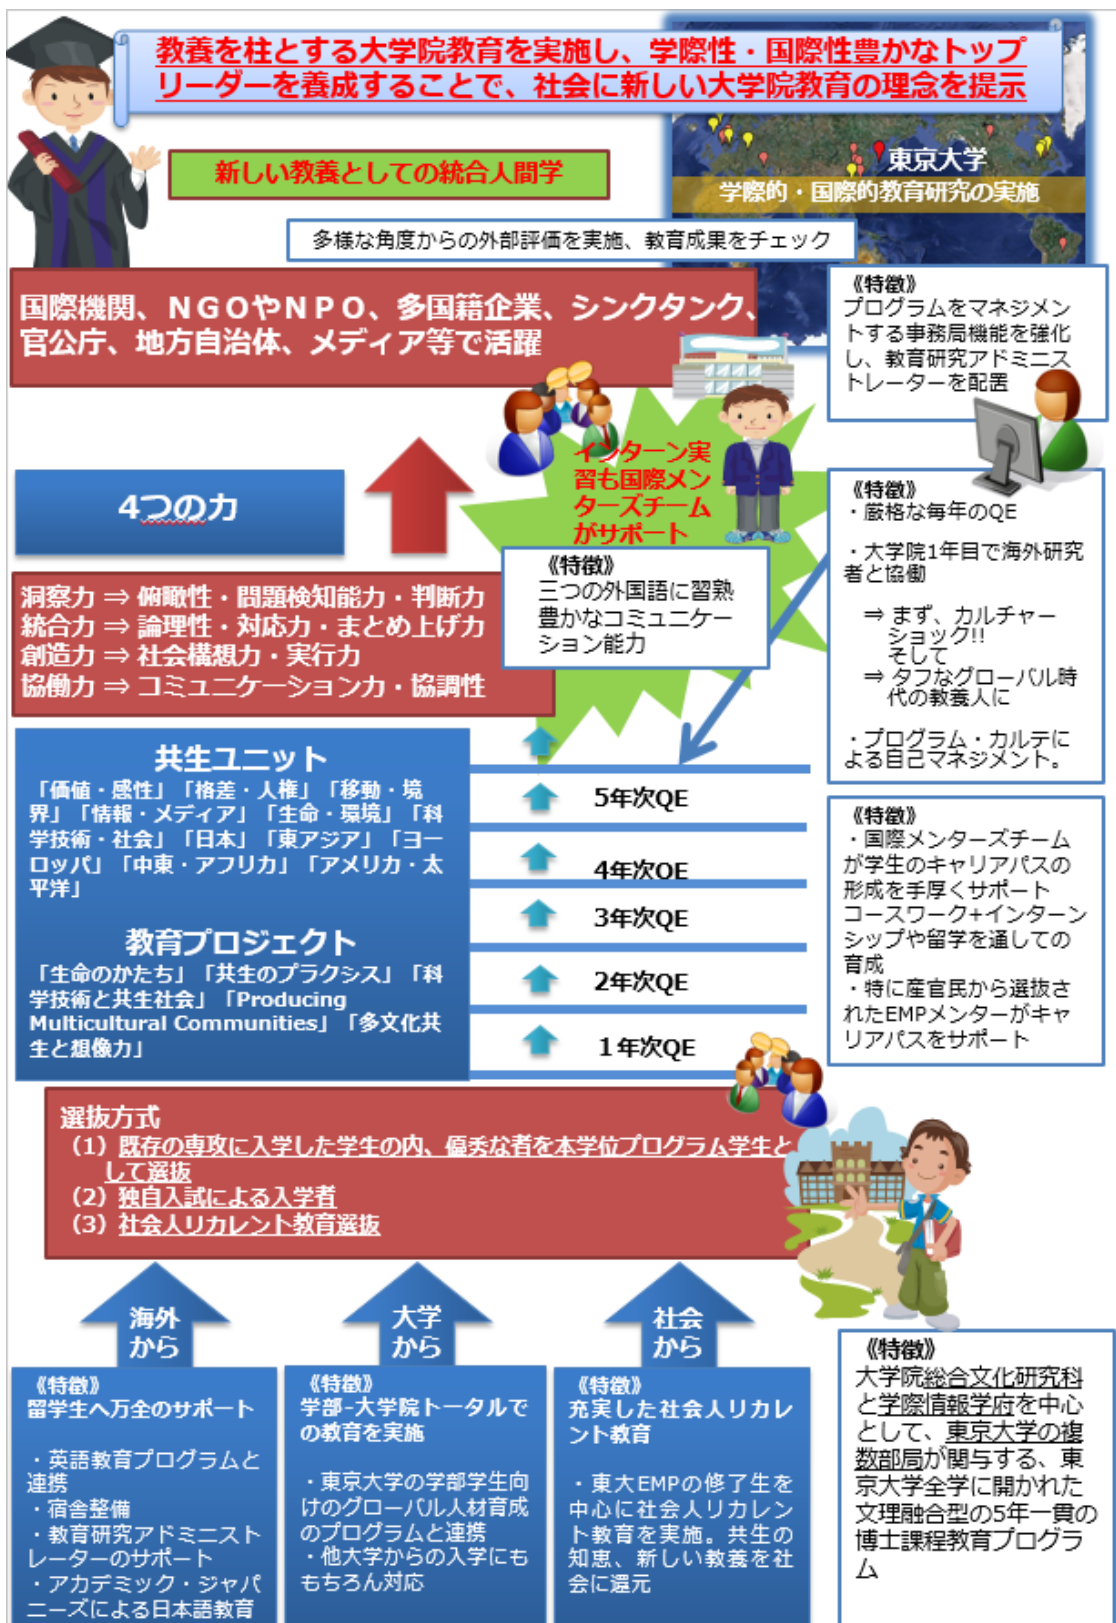 教養を柱とする大学院教育を実施し、学際性・国際性豊かなトップ
リーダーを養成することで、社会に新しい大学院教育の理念を提示
新しい教養としての統合人間学
東京大学
学際的・国際的教育研究の実施
多様な角度からの外部評価を実施、教育成果をチェック
国際機関、ＮＧＯやＮＰＯ、多国籍企業、シンクタンク、
官公庁、地方自治体、メディア等で活躍
《特徴》
プログラムをマネジメン
トする事務局機能を強化
し、教育研究アドミニス
トレーターを配置
インターン実
習も国際メン
ターズチーム
がサポート
4つの力
《特徴》
・厳格な毎年のQE
・大学院1年目で海外研究
者と協働
⇒ まず、カルチャー
ショック!!
そして
⇒ タフなグローバル時
代の教養人に
・プログラム・カルテに
よる自己マネジメント。
《特徴》
三つの外国語に習熟
豊かなコミュニケー
ション能力
洞察力 ⇒ 俯瞰性・問題検知能力・判断力
統合力 ⇒ 論理性・対応力・まとめ上げ力
創造力 ⇒ 社会構想力・実行力
協働力 ⇒ コミュニケーション力・協調性
共生ユニット
「価値・感性」「格差・人権」「移動・境
界」「情報・メディア」「生命・環境」「科
学技術・社会」「日本」「東アジア」「ヨー
ロッパ」「中東・アフリカ」「アメリカ・太
平洋」
教育プロジェクト
「生命のかたち」「共生のプラクシス」「科
学技術と共生社会」「Producing
Multicultural Communities」「多文化共
生と想像力」
5年次QE
4年次QE
3年次QE
2年次QE
１年次QE
《特徴》
・国際メンターズチーム
が学生のキャリアパスの
形成を手厚くサポート
コースワーク+インターン
シップや留学を通しての
育成
・特に産官民から選抜さ
れたEMPメンターがキャ
リアパスをサポート
選抜方式
（1）既存の専攻に入学した学生の内、優秀な者を本学位プログラム学生と
して選抜
（2）独自入試による入学者
（3）社会人リカレント教育選抜
海外
から
大学
から
社会
から
《特徴》
留学生へ万全のサポート
・英語教育プログラムと
連携
・宿舎整備
・教育研究アドミニスト
レーターのサポート
・アカデミック・ジャパ
ニーズによる日本語教育
《特徴》
学部-大学院トータルで
の教育を実施
・東京大学の学部学生向
けのグローバル人材育成
のプログラムと連携
・他大学からの入学にも
もちろん対応
《特徴》
充実した社会人リカレ
ント教育
・東大EMPの修了生を
中心に社会人リカレン
ト教育を実施。共生の
知恵、新しい教養を社
会に還元
《特徴》
大学院総合文化研究科
と学際情報学府を中心
として、東京大学の複
数部局が関与する、東
京大学全学に開かれた
文理融合型の5年一貫の
博士課程教育プログラ
ム